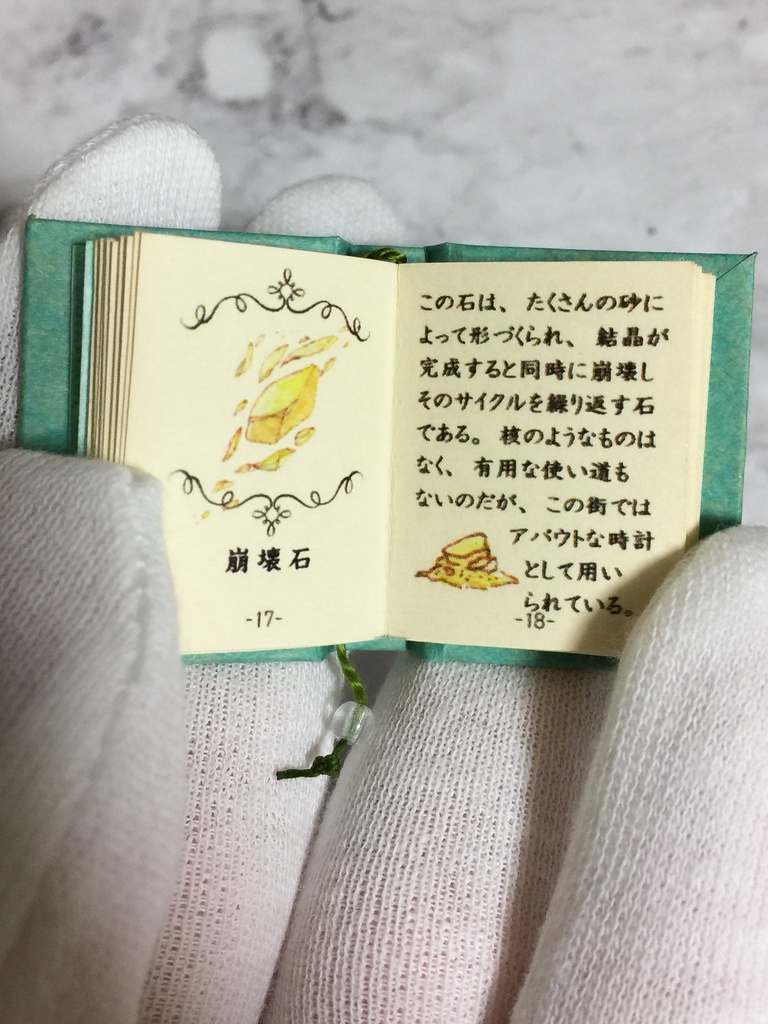 崩壊石
-17-
この石は、たくさんの砂に
よって形づくられ、結晶が
完成すると同時に崩壊し
そのサイクルを繰り返す石
である。核のようなものは
なく、有用な使い道も
ないのだが、この街では
アバウトな時計
として用い
られている。
-18-